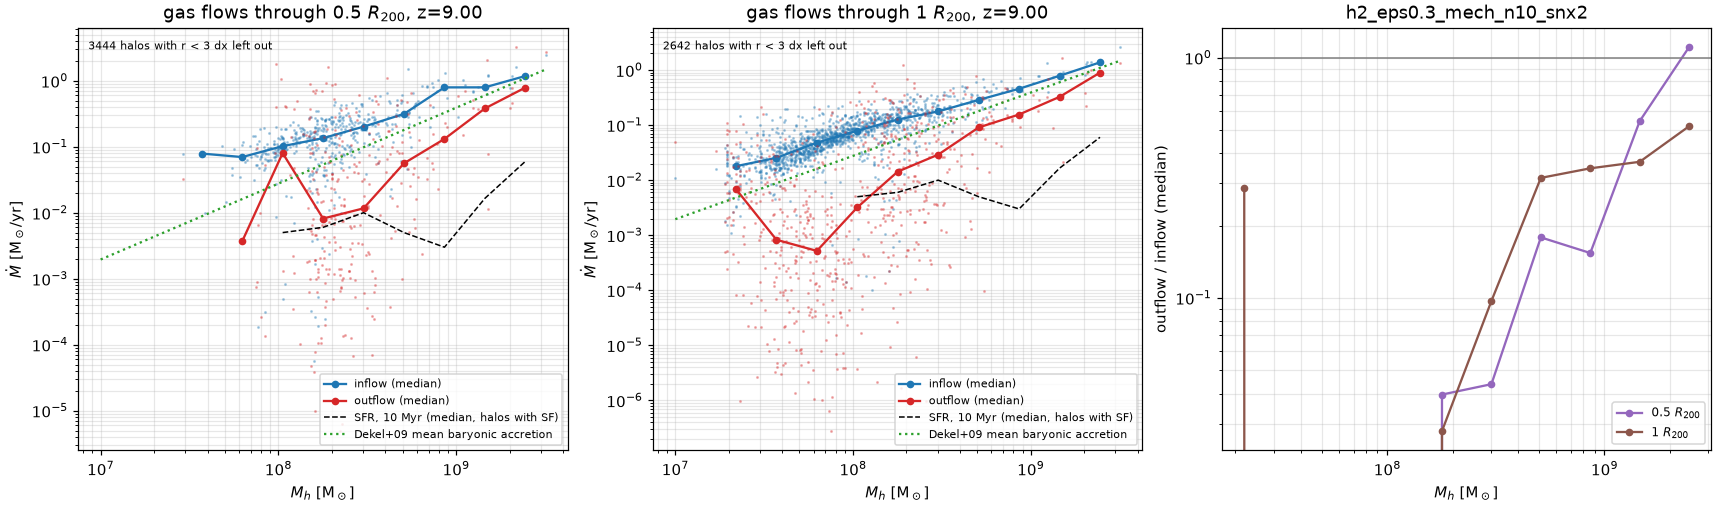 gas flows through 0.5 R₂₀₀, z=9.00
3444 halos with r < 3 dx left out
10⁰
10⁻¹
10⁻²
10⁻³
10⁻⁴
10⁻⁵
Ṁ [M⊙/yr]
inflow (median)
outflow (median)
SFR, 10 Myr (median, halos with SF)
Dekel+09 mean baryonic accretion
10⁷ 10⁸ 10⁹
Mₕ [M⊙]
gas flows through 1 R₂₀₀, z=9.00
2642 halos with r < 3 dx left out
10⁰
10⁻¹
10⁻²
10⁻³
10⁻⁴
10⁻⁵
10⁻⁶
Ṁ [M⊙/yr]
inflow (median)
outflow (median)
SFR, 10 Myr (median, halos with SF)
Dekel+09 mean baryonic accretion
10⁷ 10⁸ 10⁹
Mₕ [M⊙]
h2_eps0.3_mech_n10_snx2
10⁰
10⁻¹
outflow / inflow (median)
0.5 R₂₀₀
1 R₂₀₀
10⁸ 10⁹
Mₕ [M⊙]